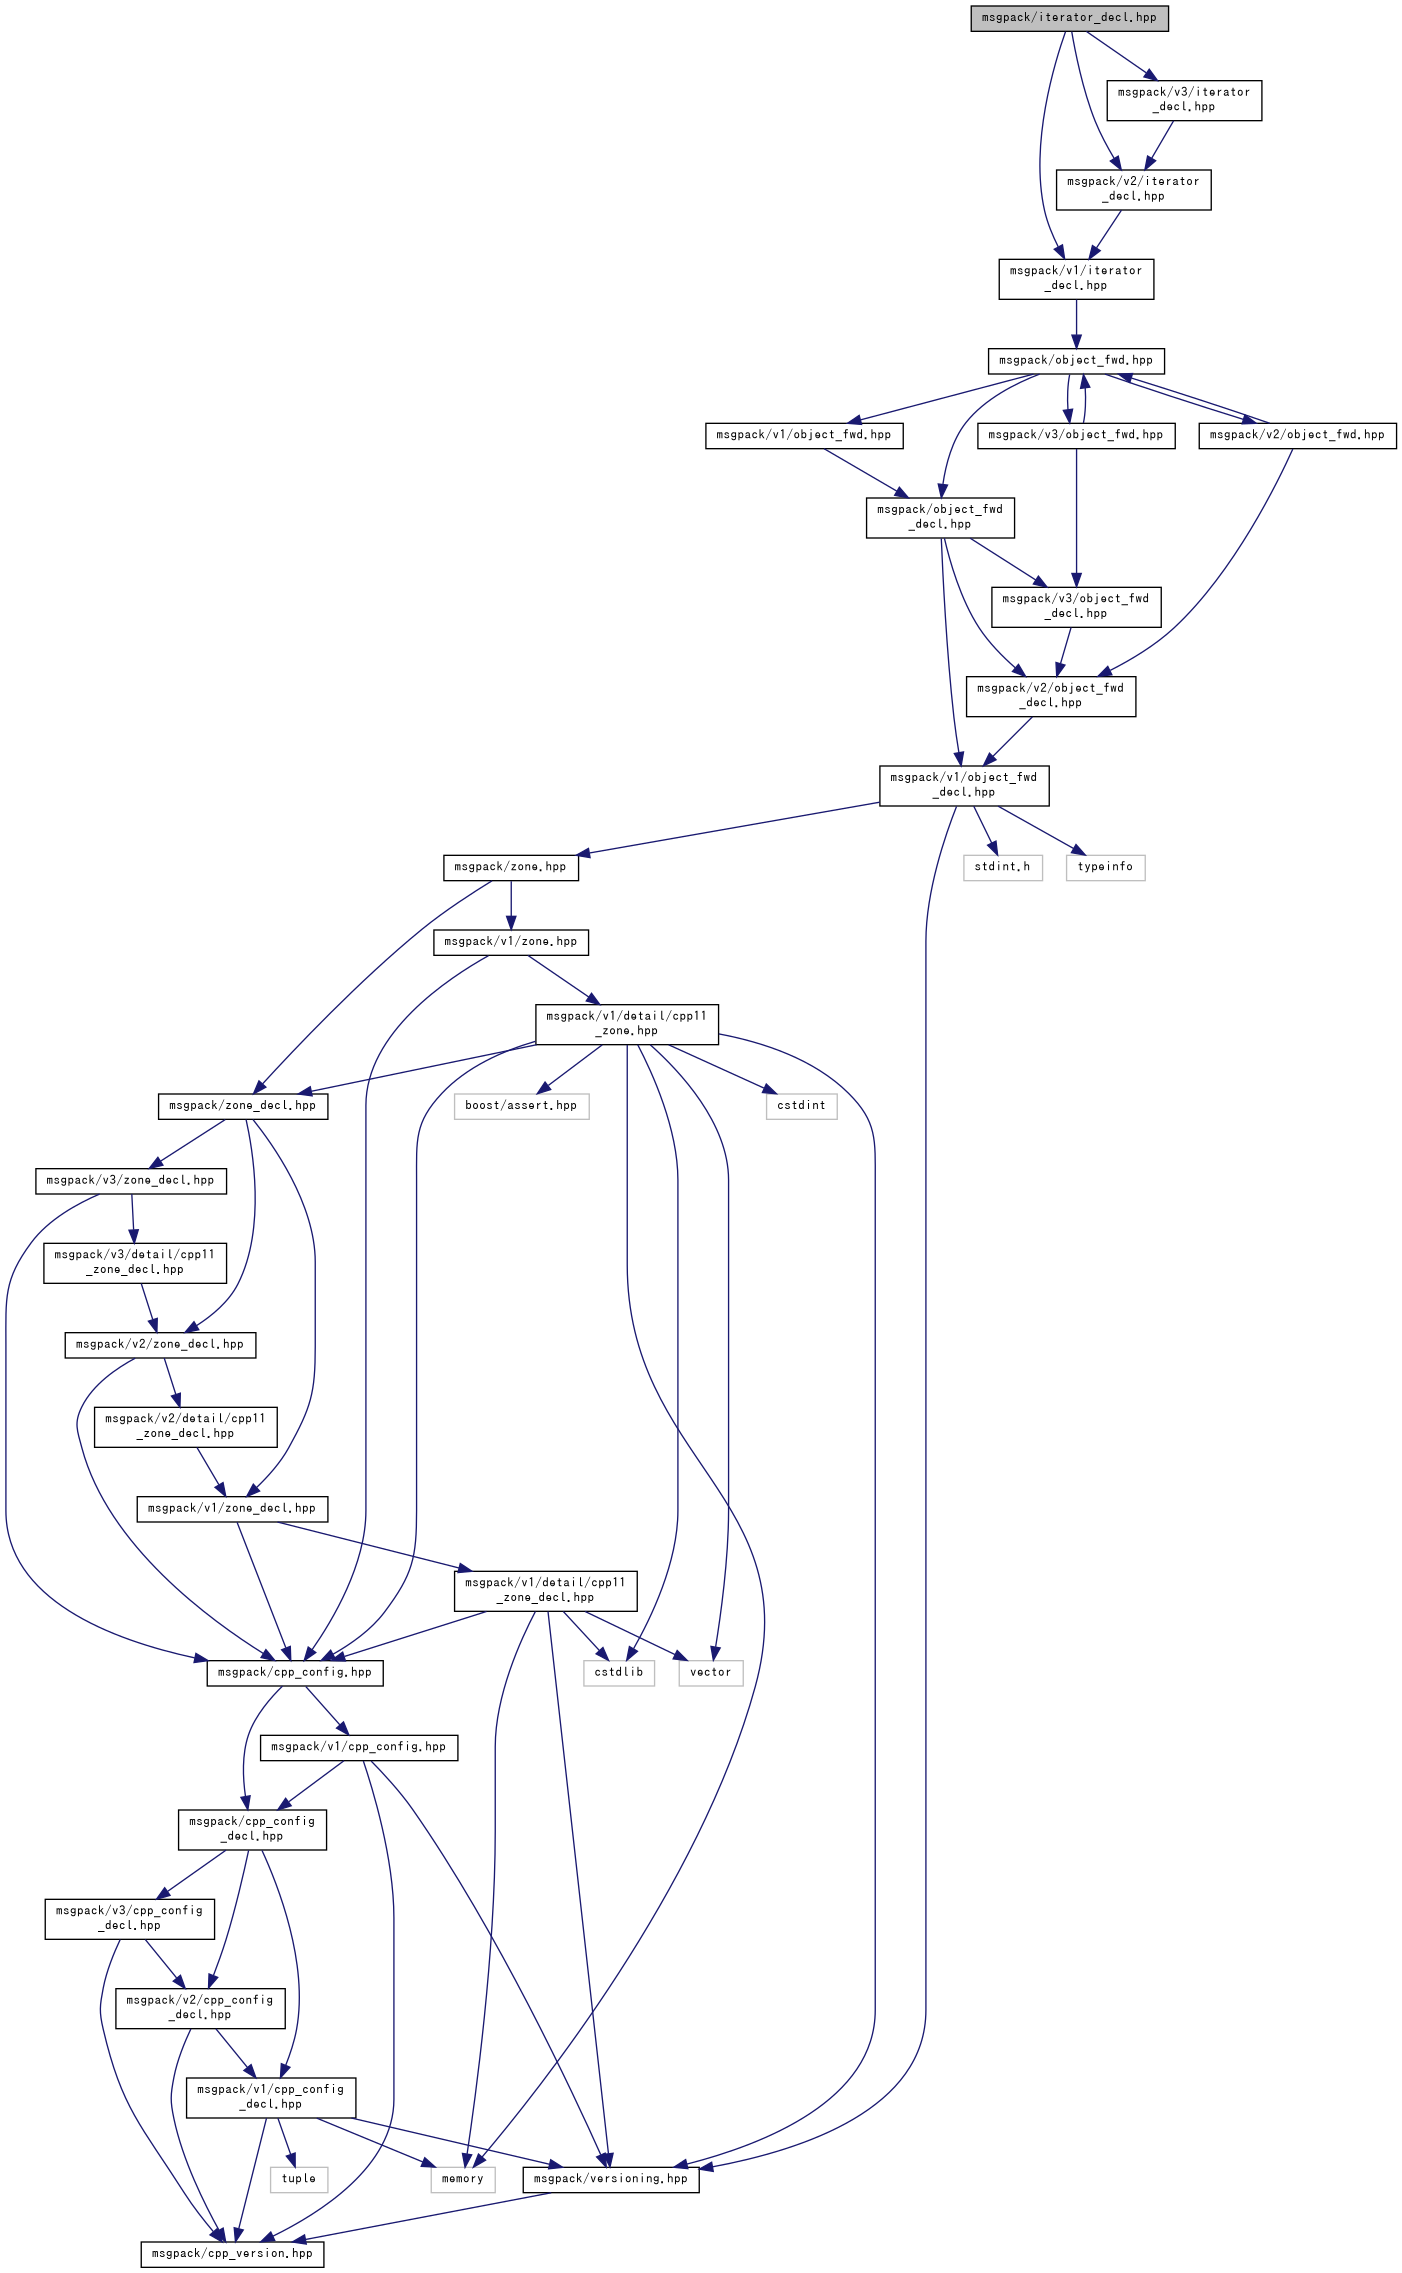 msgpack/iterator_decl.hpp
msgpack/v3/iterator
_decl.hpp
msgpack/v2/iterator
_decl.hpp
msgpack/v1/iterator
_decl.hpp
msgpack/object_fwd.hpp
msgpack/v1/object_fwd.hpp
msgpack/v3/object_fwd.hpp
msgpack/v2/object_fwd.hpp
msgpack/object_fwd
_decl.hpp
msgpack/v3/object_fwd
_decl.hpp
msgpack/v2/object_fwd
_decl.hpp
msgpack/v1/object_fwd
_decl.hpp
msgpack/zone.hpp
stdint.h
typeinfo
msgpack/v1/zone.hpp
msgpack/v1/detail/cpp11
_zone.hpp
msgpack/zone_decl.hpp
boost/assert.hpp
cstdint
msgpack/v3/zone_decl.hpp
msgpack/v3/detail/cpp11
_zone_decl.hpp
msgpack/v2/zone_decl.hpp
msgpack/v2/detail/cpp11
_zone_decl.hpp
msgpack/v1/zone_decl.hpp
msgpack/v1/detail/cpp11
_zone_decl.hpp
msgpack/cpp_config.hpp
cstdlib
vector
msgpack/v1/cpp_config.hpp
msgpack/cpp_config
_decl.hpp
msgpack/v3/cpp_config
_decl.hpp
msgpack/v2/cpp_config
_decl.hpp
msgpack/v1/cpp_config
_decl.hpp
tuple
memory
msgpack/versioning.hpp
msgpack/cpp_version.hpp